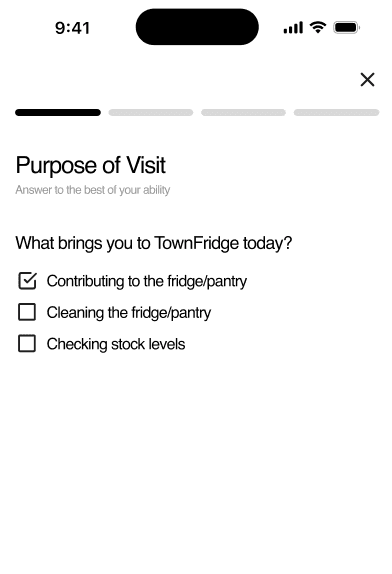 9:41
Purpose of Visit
Answer to the best of your ability
What brings you to TownFridge today?
Contributing to the fridge/pantry
Cleaning the fridge/pantry
Checking stock levels